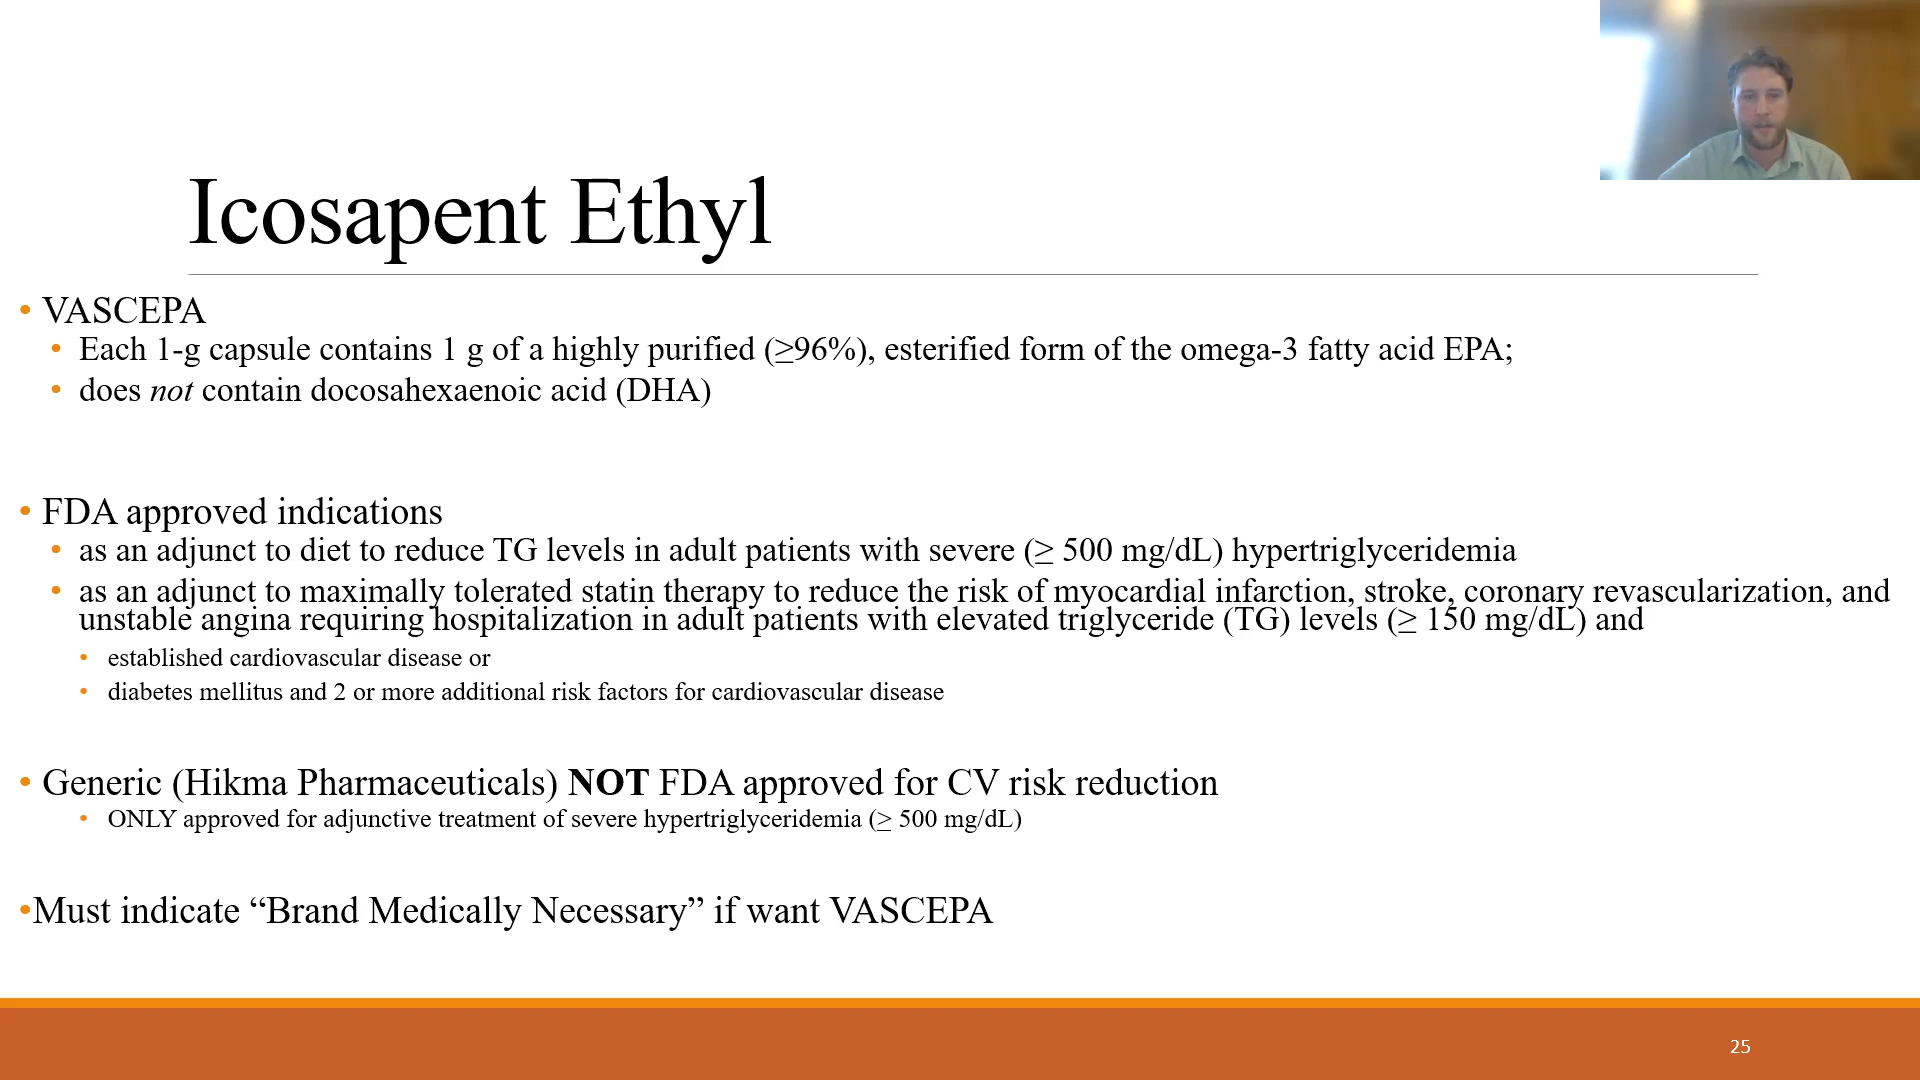 Icosapent Ethyl
• VASCEPA
• Each 1-g capsule contains 1 g of a highly purified (≥96%), esterified form of the omega-3 fatty acid EPA;
• does not contain docosahexaenoic acid (DHA)
• FDA approved indications
• as an adjunct to diet to reduce TG levels in adult patients with severe (≥ 500 mg/dL) hypertriglyceridemia
• as an adjunct to maximally tolerated statin therapy to reduce the risk of myocardial infarction, stroke, coronary revascularization, and
unstable angina requiring hospitalization in adult patients with elevated triglyceride (TG) levels (≥ 150 mg/dL) and
• established cardiovascular disease or
• diabetes mellitus and 2 or more additional risk factors for cardiovascular disease
• Generic (Hikma Pharmaceuticals) NOT FDA approved for CV risk reduction
• ONLY approved for adjunctive treatment of severe hypertriglyceridemia (≥ 500 mg/dL)
•Must indicate “Brand Medically Necessary” if want VASCEPA
25